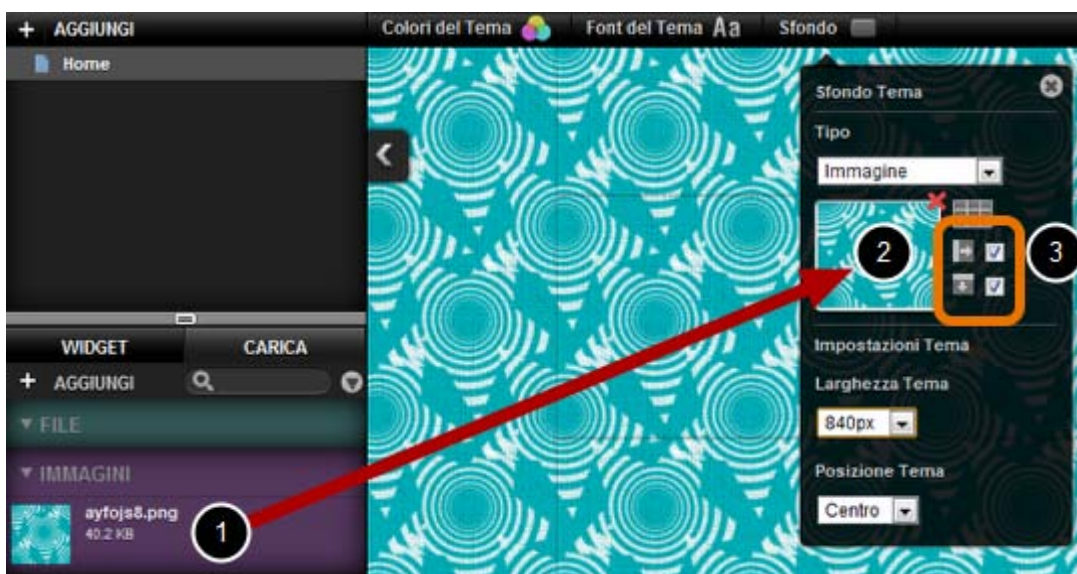 + AGGIUNGI
Colori del Tema
Font del Tema Aa
Sfondo
Home
Sfondo Tema
Tipo
Immagine
2
3
WIDGET
CARICA
+ AGGIUNGI
FILE
IMMAGINI
ayfojs8.png
40.2 KB
1
Impostazioni Tema
Larghezza Tema
840px
Posizione Tema
Centro